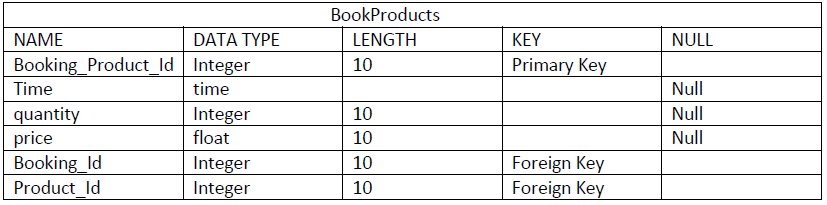 BookProducts
NAME DATA TYPE LENGTH KEY NULL
Booking_Product_Id Integer 10 Primary Key
Time time Null
quantity Integer 10 Null
price float 10 Null
Booking_Id Integer 10 Foreign Key
Product_Id Integer 10 Foreign Key